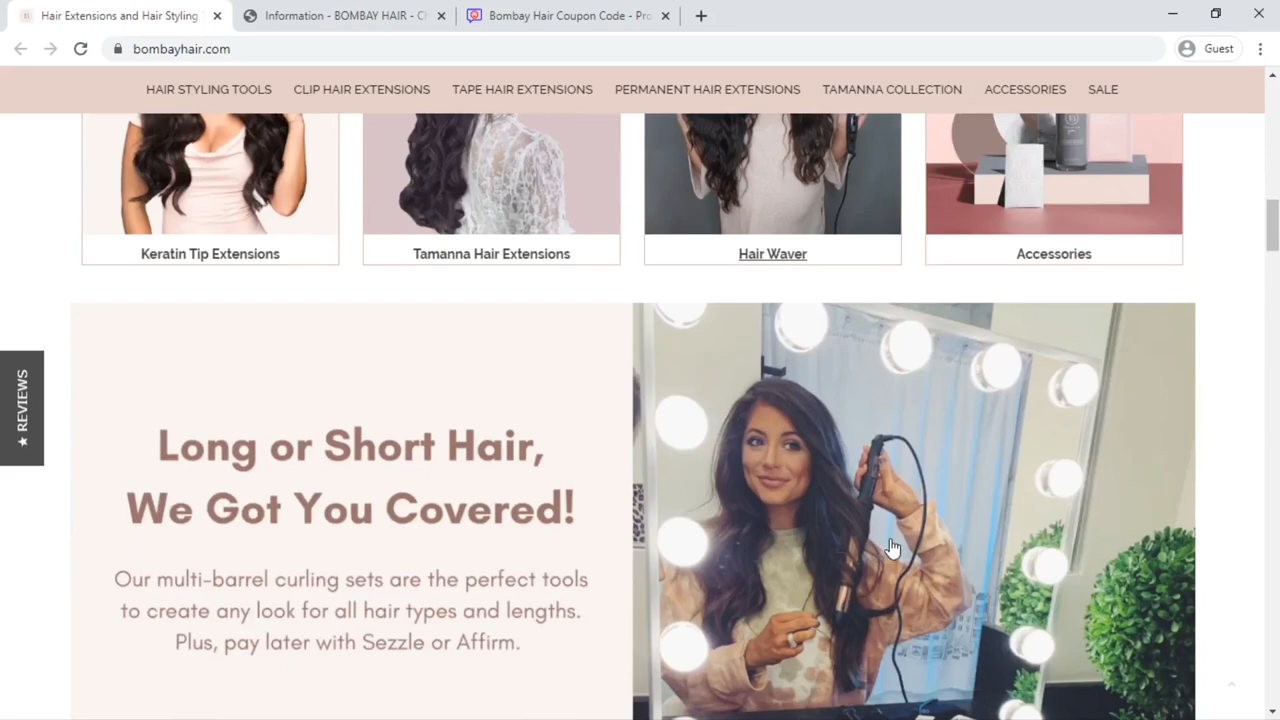 Hair Extensions and Hair Styling
Information - BOMBAY HAIR - C
Bombay Hair Coupon Code - Pro
bombayhair.com
Guest
HAIR STYLING TOOLS
CLIP HAIR EXTENSIONS
TAPE HAIR EXTENSIONS
PERMANENT HAIR EXTENSIONS
TAMANNA COLLECTION
ACCESSORIES
SALE
Keratin Tip Extensions
Tamanna Hair Extensions
Hair Waver
Accessories
★ REVIEWS
Long or Short Hair,
We Got You Covered!
Our multi-barrel curling sets are the perfect tools
to create any look for all hair types and lengths.
Plus, pay later with Sezzle or Affirm.